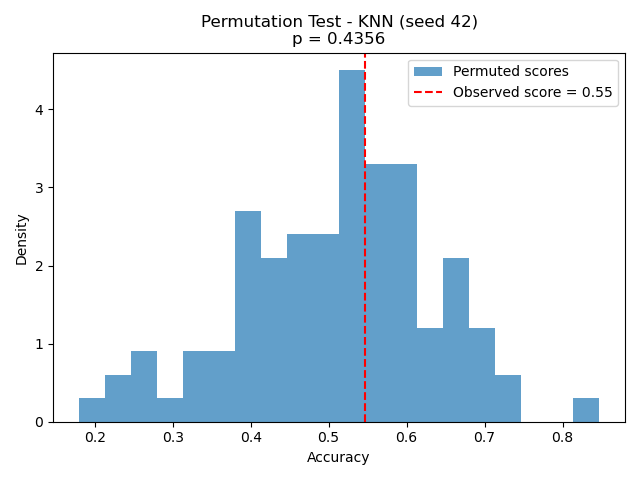 Permutation Test - KNN (seed 42)
p = 0.4356
Permuted scores
Observed score = 0.55
Density
4
3
2
1
0
0.2 0.3 0.4 0.5 0.6 0.7 0.8
Accuracy